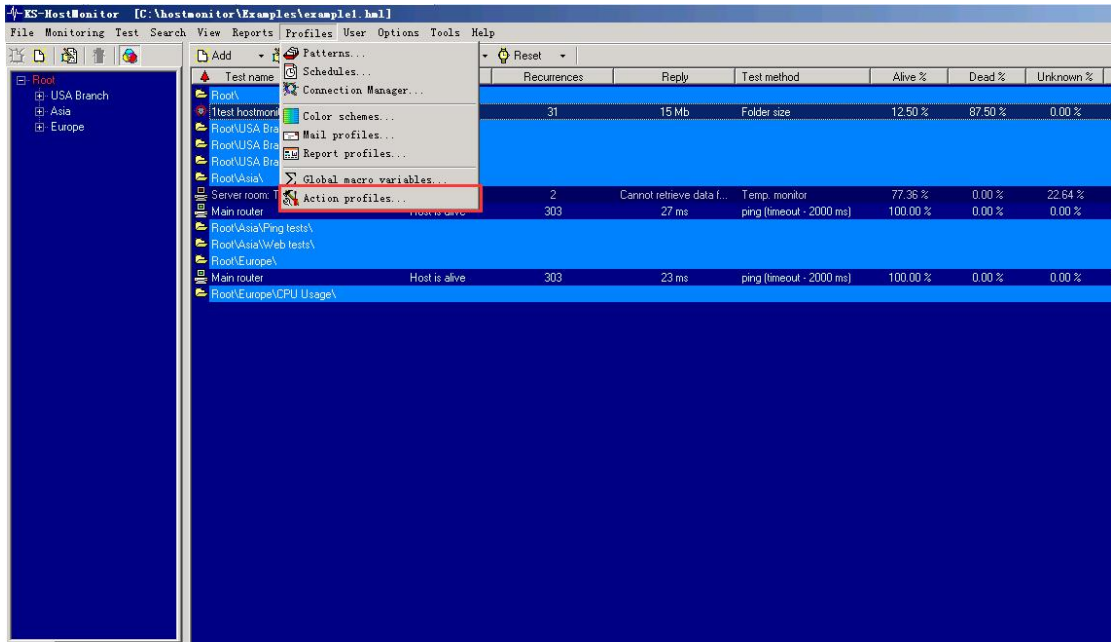 KS-HostMonitor [C:\hostmonitor\Examples\example1.hml]
File Monitoring Test Search View Reports Profiles User Options Tools Help
Add Reset
Patterns...
Schedules...
Connection Manager...
Color schemes...
Mail profiles...
Report profiles...
Global macro variables...
Action profiles...
Root
USA Branch
Asia
Europe
Test name Recurrences Reply Test method Alive % Dead % Unknown %
Root\
1test hostmoni 31 15 Mb Folder size 12.50 % 87.50 % 0.00 %
Root\USA Bra
Root\USA Bra
Root\USA Bra
Root\Asia\
Server room: T 2 Cannot retrieve data f... Temp. monitor 77.36 % 0.00 % 22.64 %
Main router Host is alive 303 27 ms ping (timeout - 2000 ms) 100.00 % 0.00 % 0.00 %
Root\Asia\Ping tests\
Root\Asia\Web tests\
Root\Europe\
Main router Host is alive 303 23 ms ping (timeout - 2000 ms) 100.00 % 0.00 % 0.00 %
Root\Europe\CPU Usage\